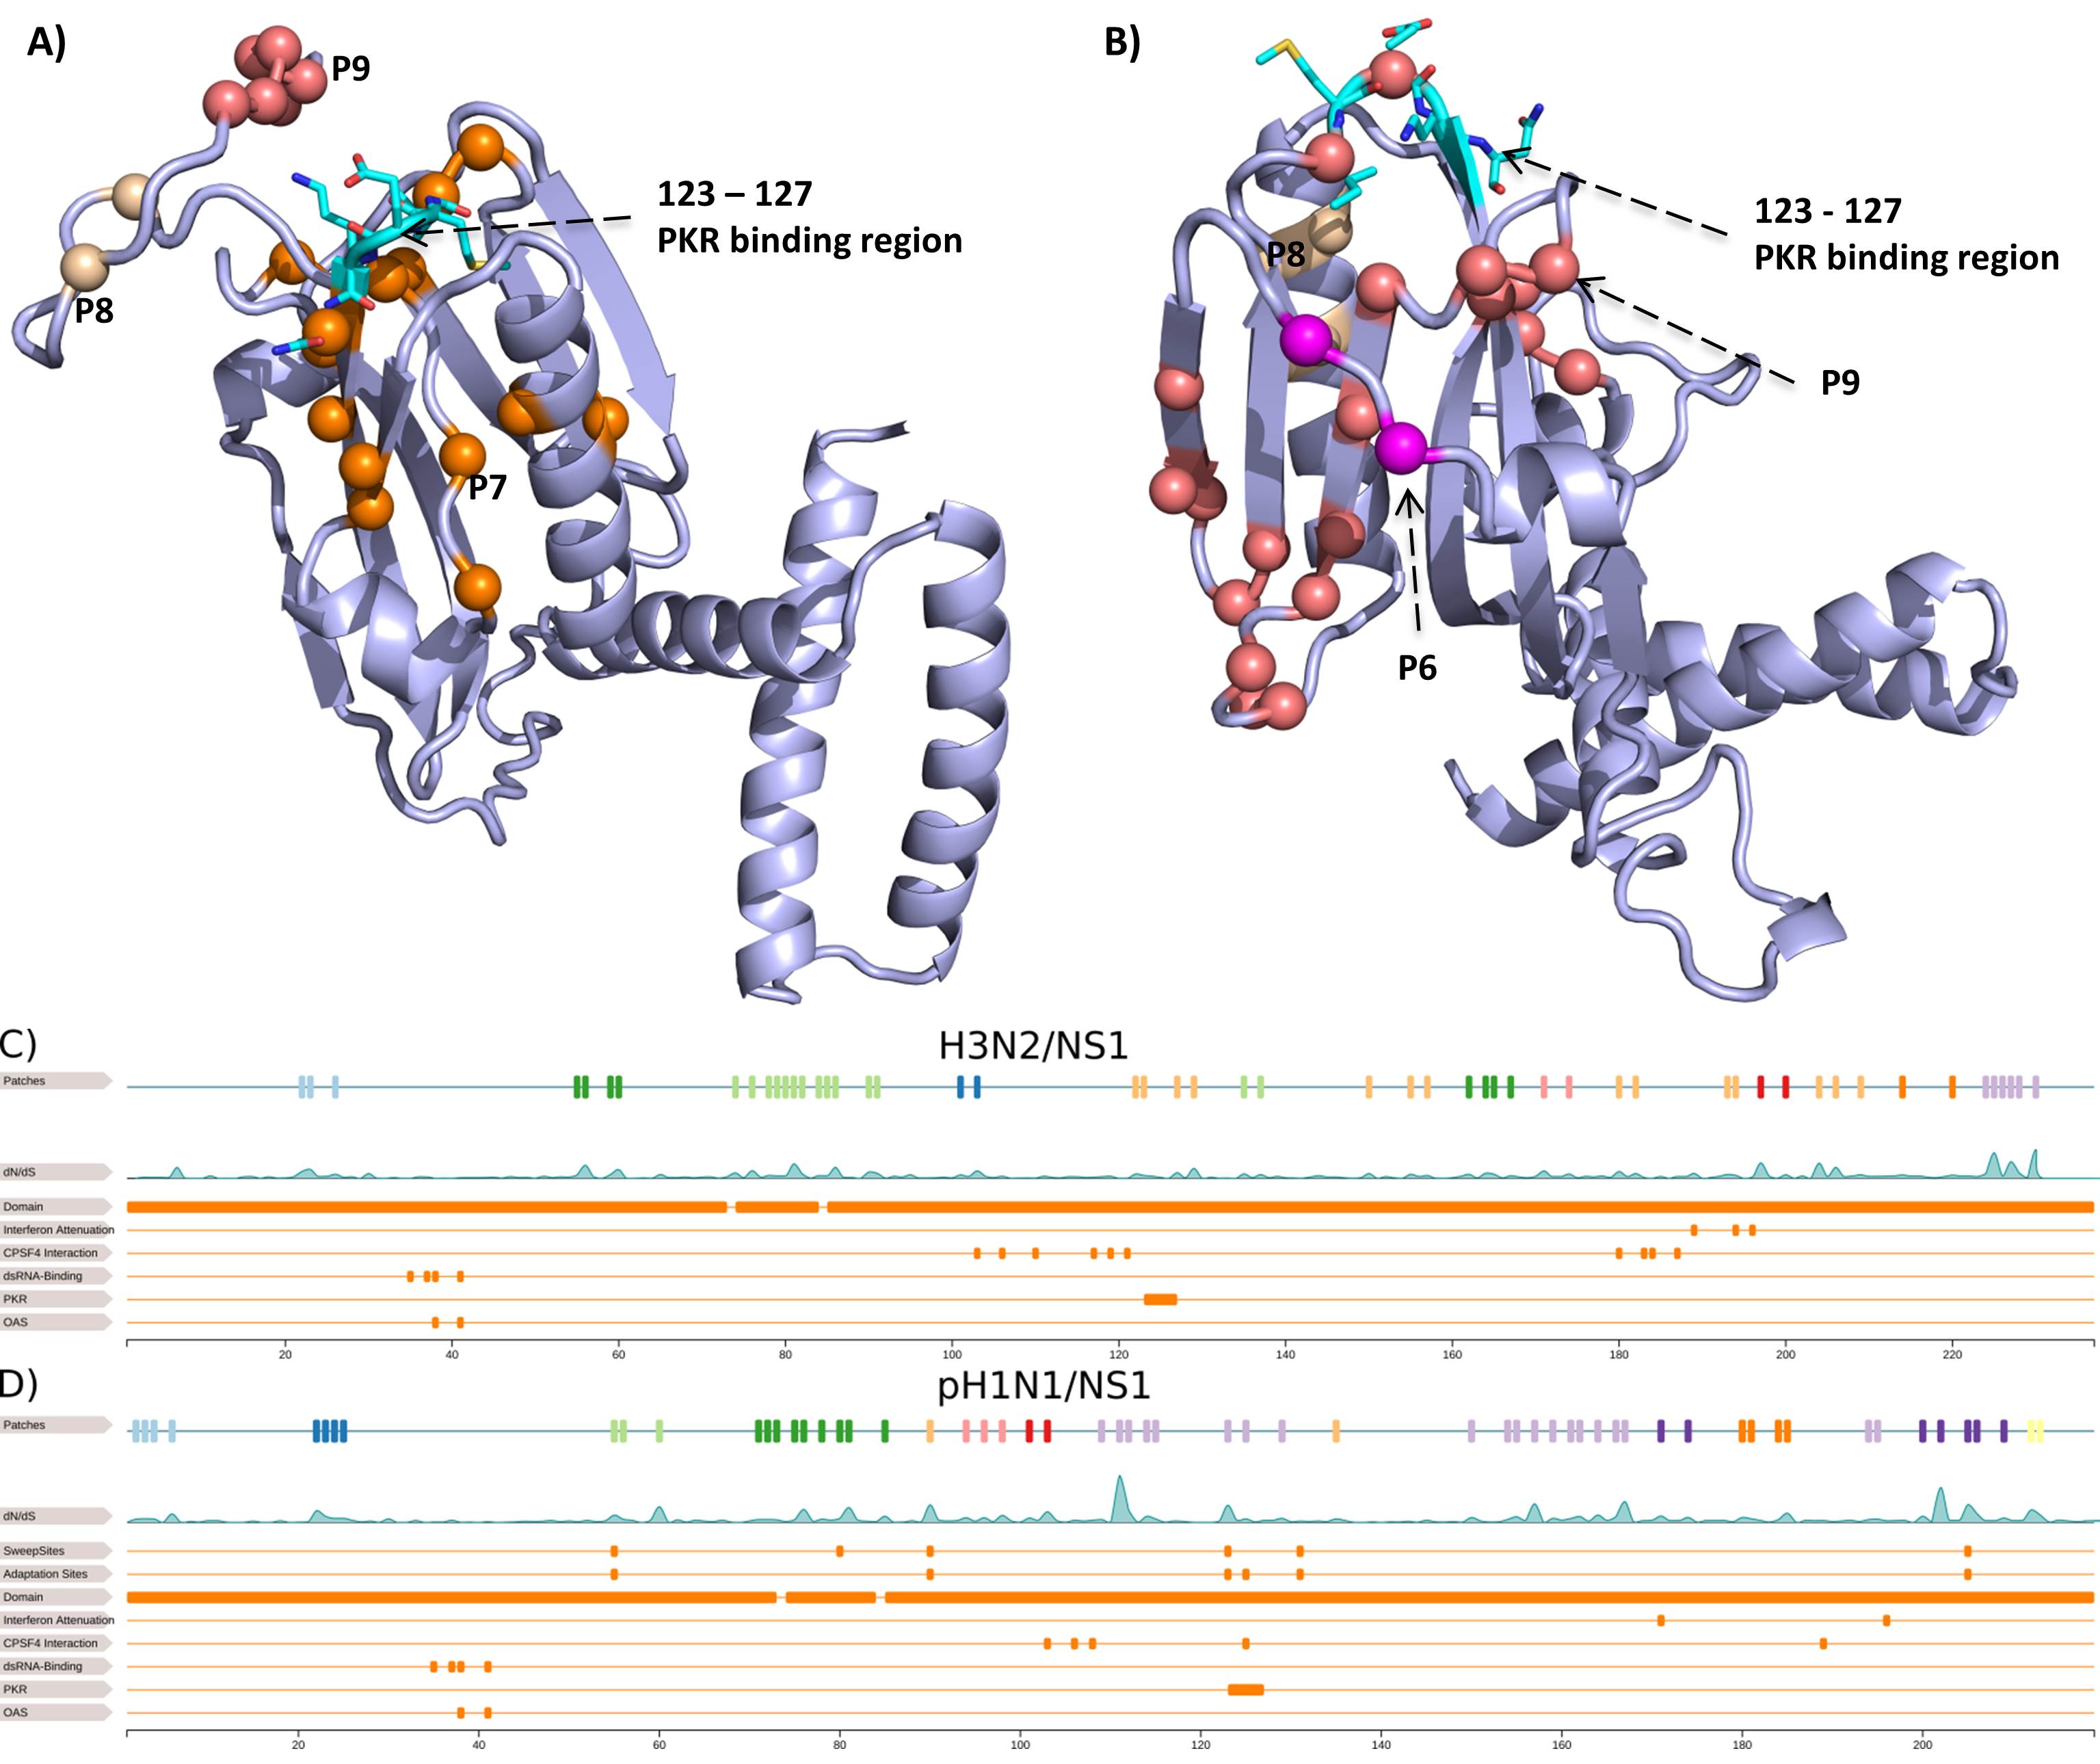 A)
P9
123 – 127
PKR binding region
P8
P7
B)
P8
123 - 127
PKR binding region
P9
P6
C)
H3N2/NS1
Patches
dN/dS
Domain
Interferon Attenuation
CPSF4 Interaction
dsRNA-Binding
PKR
OAS
20 40 60 80 100 120 140 160 180 200 220
D)
pH1N1/NS1
Patches
dN/dS
SweepSites
Adaptation Sites
Domain
Interferon Attenuation
CPSF4 Interaction
dsRNA-Binding
PKR
OAS
20 40 60 80 100 120 140 160 180 200